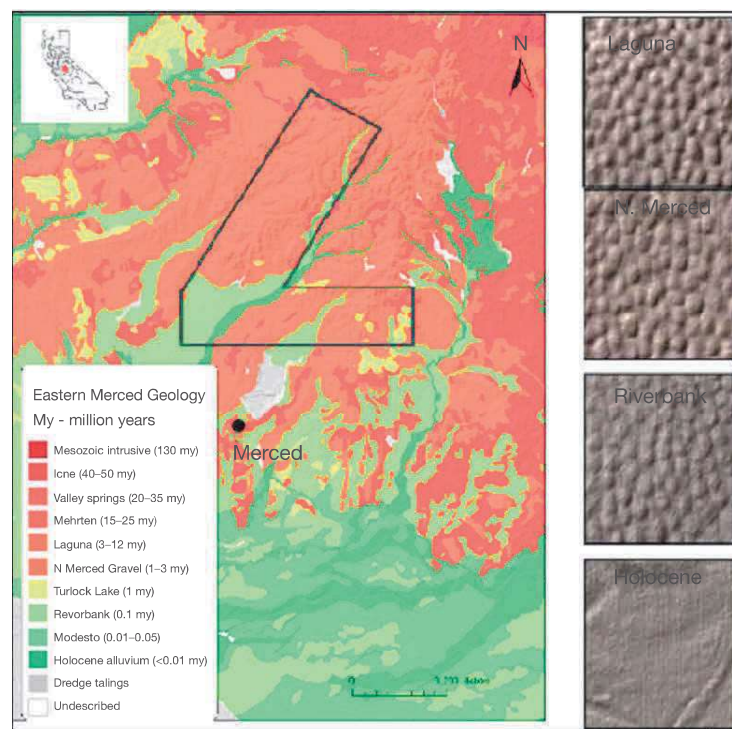 N
Eastern Merced Geology
My - million years
Mesozoic intrusive (130 my)
Icne (40–50 my)
Valley springs (20–35 my)
Mehrten (15–25 my)
Laguna (3–12 my)
N Merced Gravel (1–3 my)
Turlock Lake (1 my)
Revorbank (0.1 my)
Modesto (0.01–0.05)
Holocene alluvium (<0.01 my)
Dredge talings
Undescribed
Merced
0
Laguna
N. Merced
Riverbank
Holocene